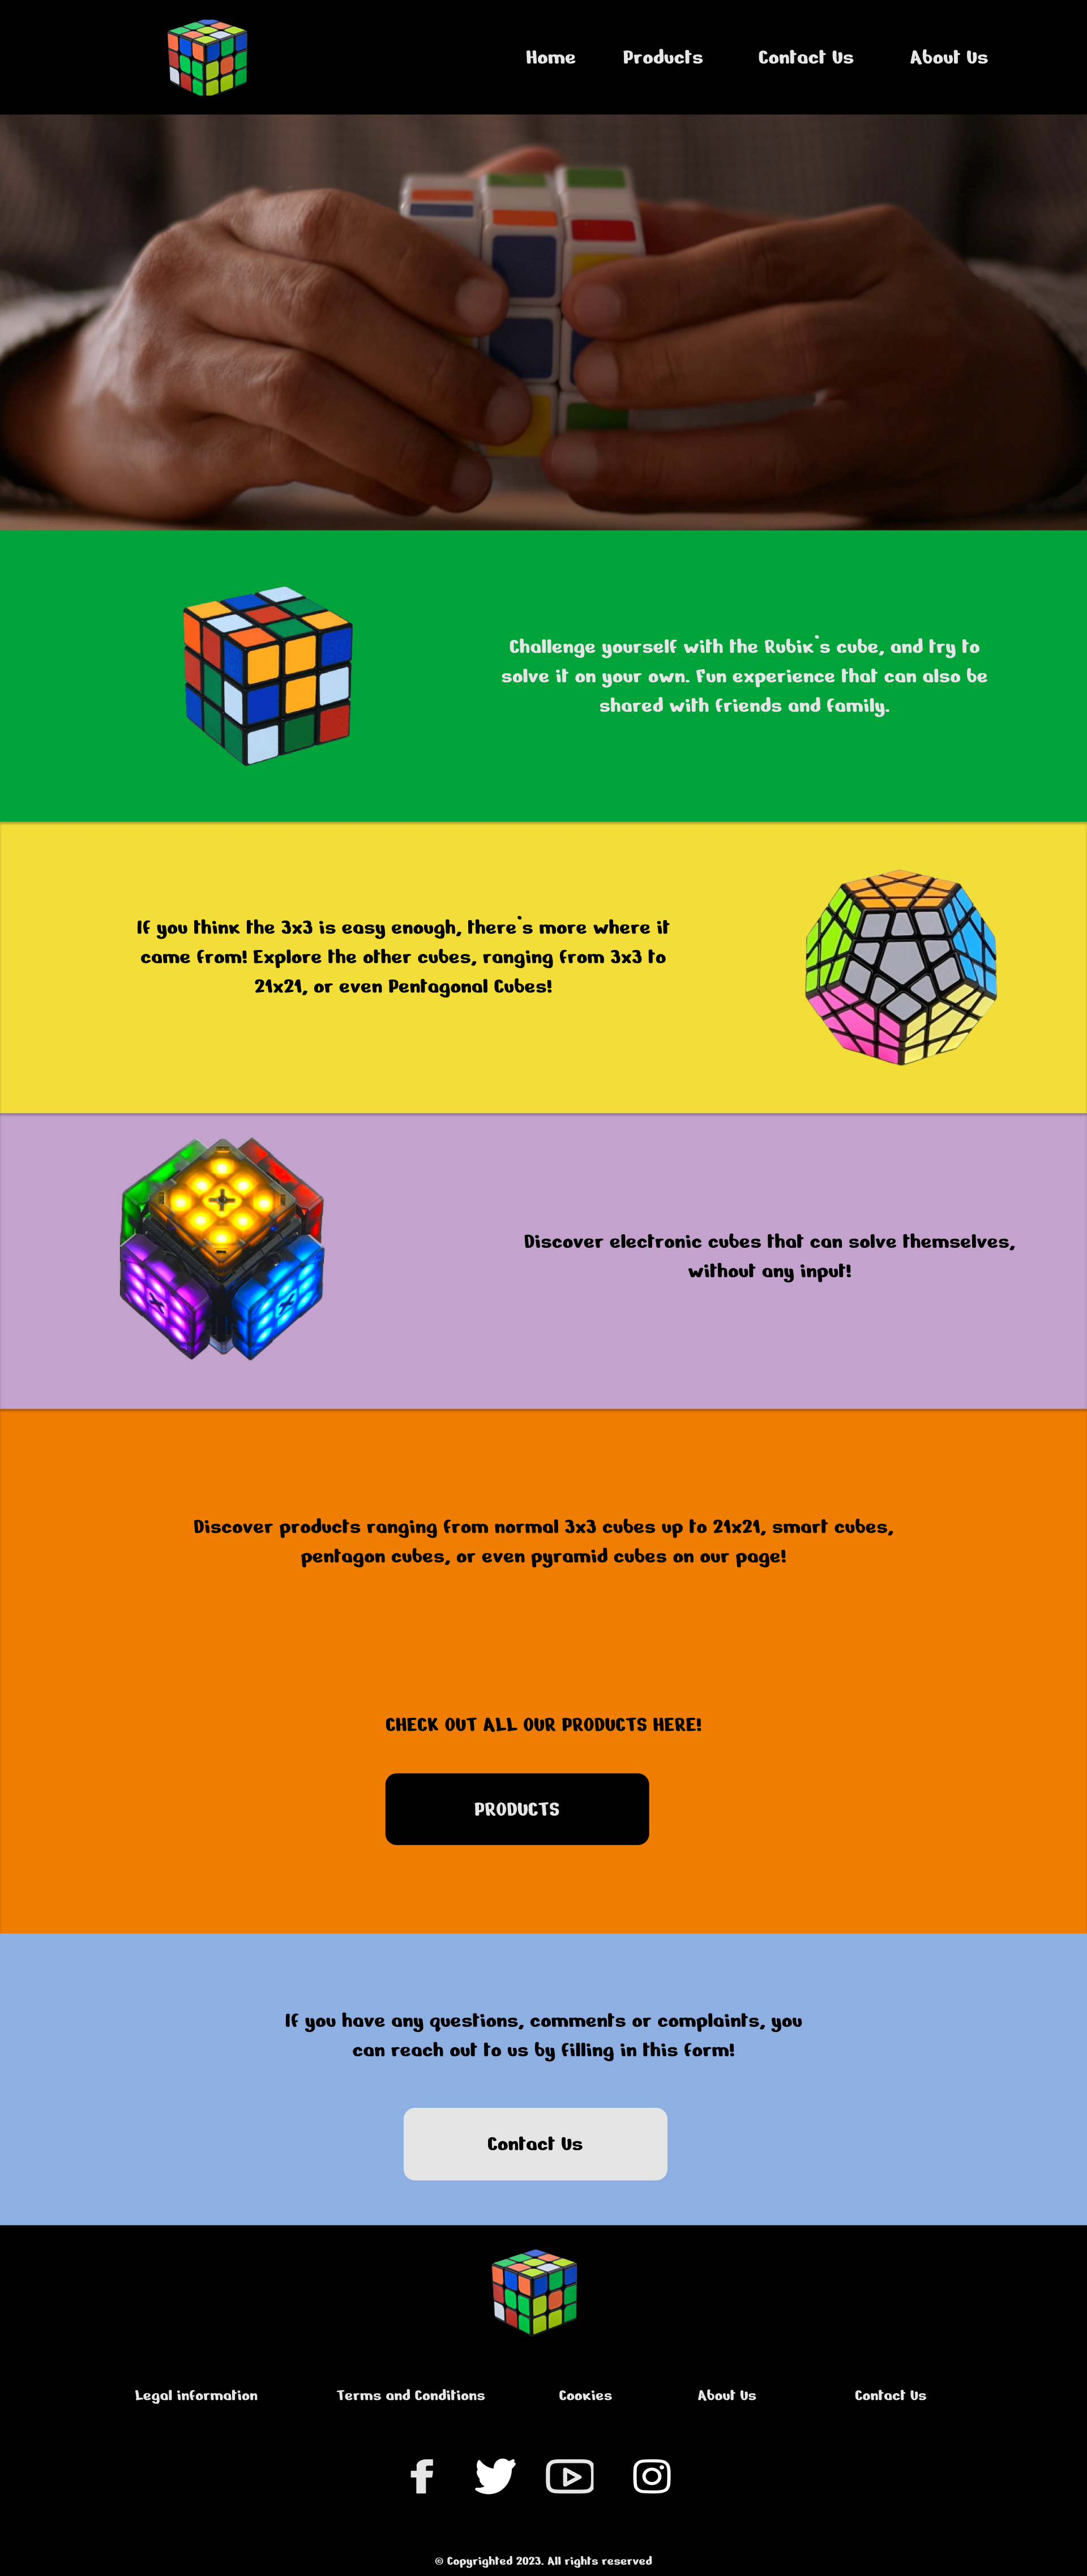 Home Products Contact Us About Us
Challenge yourself with the Rubik's cube, and try to
solve it on your own. Fun experience that can also be
shared with friends and family.
If you think the 3x3 is easy enough, there's more where it
came from! Explore the other cubes, ranging from 3x3 to
21x21, or even Pentagonal Cubes!
Discover electronic cubes that can solve themselves,
without any input!
Discover products ranging from normal 3x3 cubes up to 21x21, smart cubes,
pentagon cubes, or even pyramid cubes on our page!
CHECK OUT ALL OUR PRODUCTS HERE!
PRODUCTS
If you have any questions, comments or complaints, you
can reach out to us by filling in this form!
Contact Us
Legal information Terms and Conditions Cookies About Us Contact Us
© Copyrighted 2023. All rights reserved